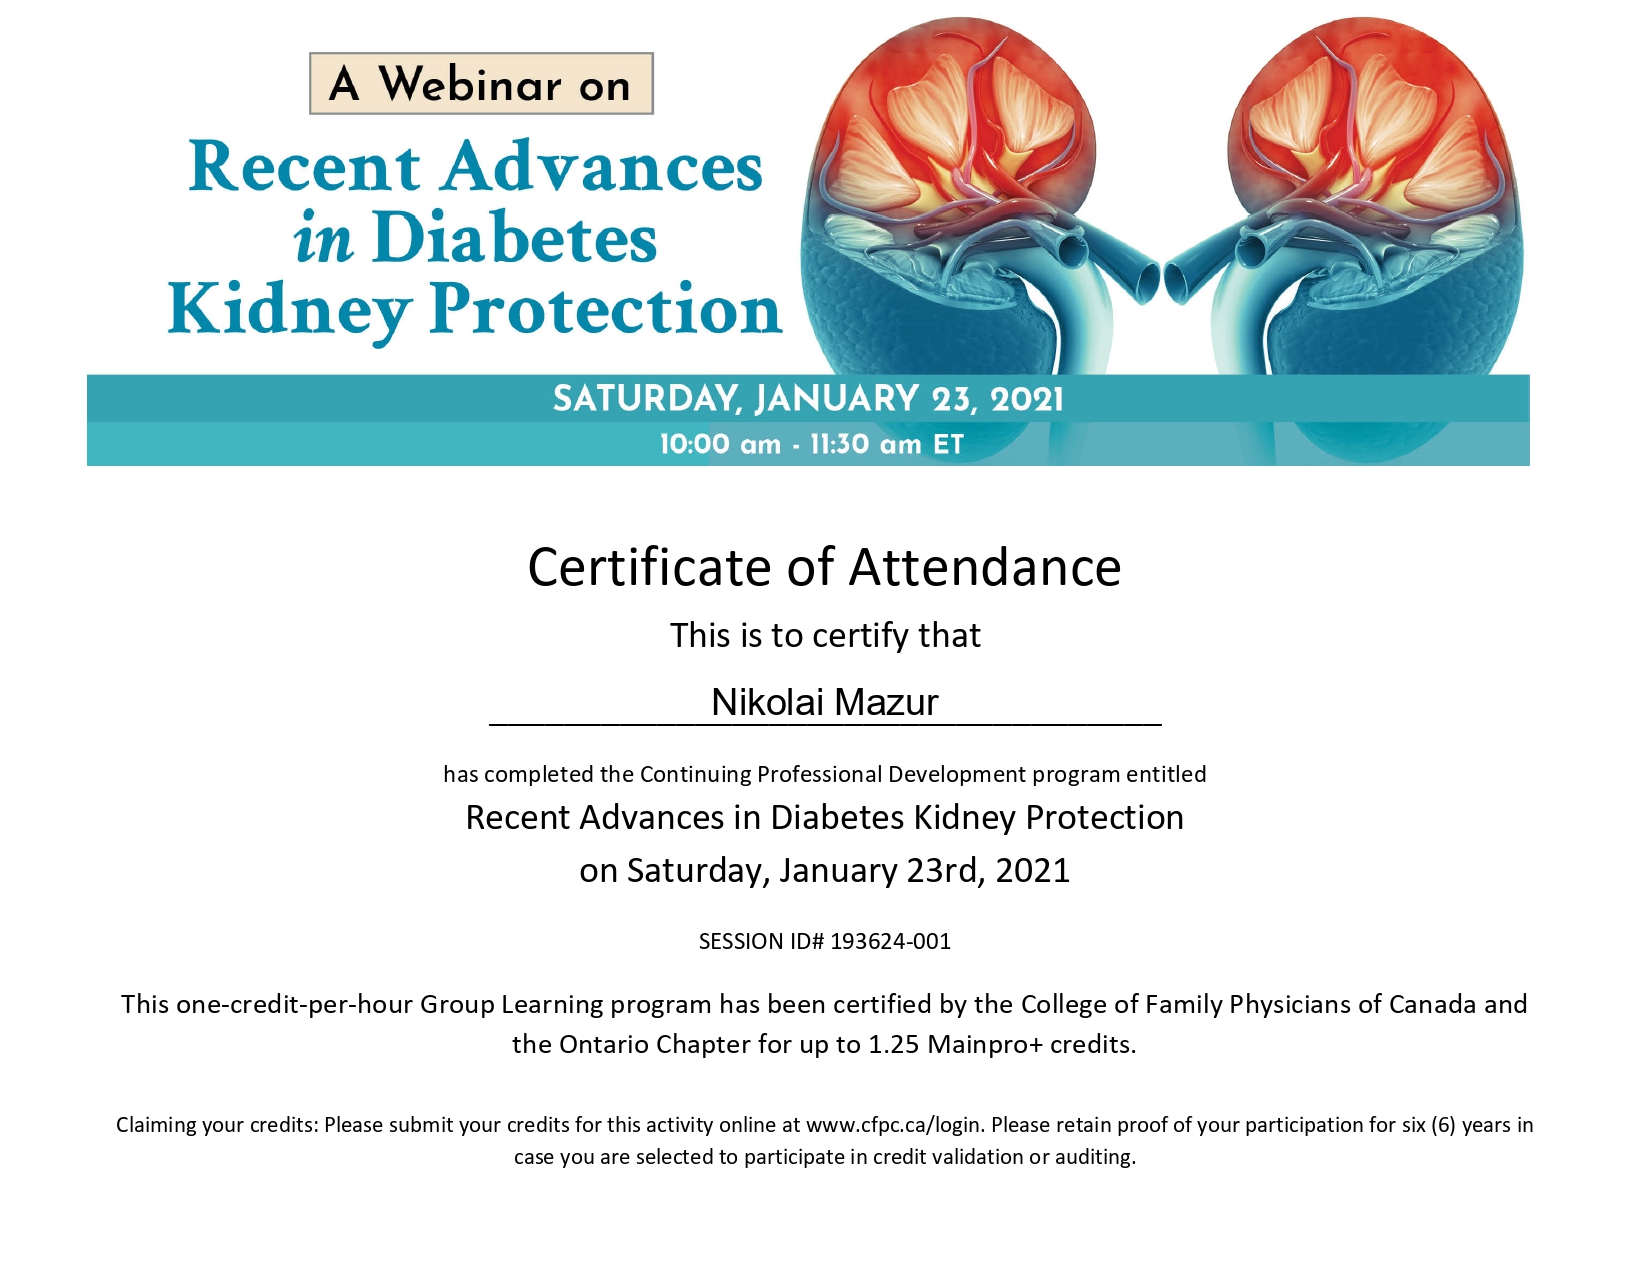 A Webinar on
Recent Advances
in Diabetes
Kidney Protection
SATURDAY, JANUARY 23, 2021
10:00 am - 11:30 am ET
Certificate of Attendance
This is to certify that
Nikolai Mazur
has completed the Continuing Professional Development program entitled
Recent Advances in Diabetes Kidney Protection
on Saturday, January 23rd, 2021
SESSION ID# 193624-001
This one-credit-per-hour Group Learning program has been certified by the College of Family Physicians of Canada and
the Ontario Chapter for up to 1.25 Mainpro+ credits.
Claiming your credits: Please submit your credits for this activity online at www.cfpc.ca/login. Please retain proof of your participation for six (6) years in
case you are selected to participate in credit validation or auditing.